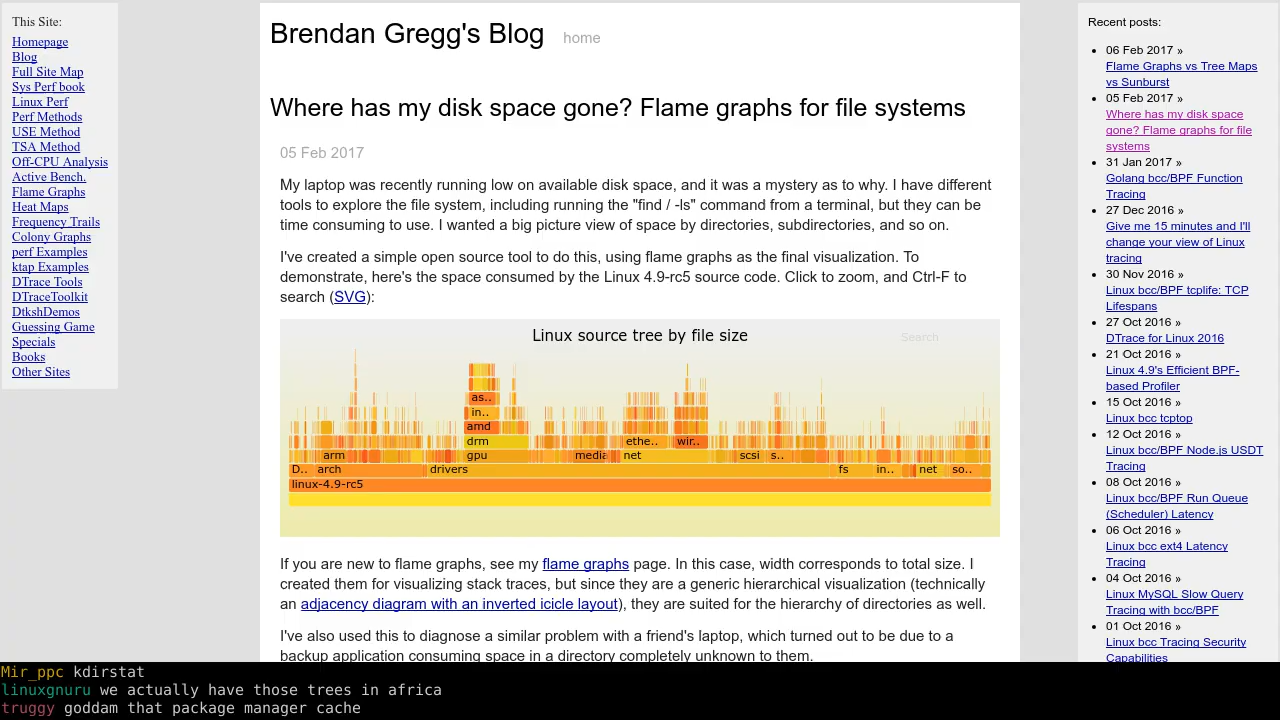 This Site:
Homepage
Blog
Full Site Map
Sys Perf book
Linux Perf
Perf Methods
USE Method
TSA Method
Off-CPU Analysis
Active Bench.
Flame Graphs
Heat Maps
Frequency Trails
Colony Graphs
perf Examples
ktap Examples
DTrace Tools
DTraceToolkit
DtkshDemos
Guessing Game
Specials
Books
Other Sites
Brendan Gregg's Blog home
Where has my disk space gone? Flame graphs for file systems
05 Feb 2017
My laptop was recently running low on available disk space, and it was a mystery as to why. I have different
tools to explore the file system, including running the "find / -ls" command from a terminal, but they can be
time consuming to use. I wanted a big picture view of space by directories, subdirectories, and so on.
I've created a simple open source tool to do this, using flame graphs as the final visualization. To
demonstrate, here's the space consumed by the Linux 4.9-rc5 source code. Click to zoom, and Ctrl-F to
search (SVG):
Linux source tree by file size
Search
as..
in..
amd
drm ethe.. wir..
arm gpu media net scsi s..
D.. arch drivers fs in.. net so..
linux-4.9-rc5
If you are new to flame graphs, see my flame graphs page. In this case, width corresponds to total size. I
created them for visualizing stack traces, but since they are a generic hierarchical visualization (technically
an adjacency diagram with an inverted icicle layout), they are suited for the hierarchy of directories as well.
I've also used this to diagnose a similar problem with a friend's laptop, which turned out to be due to a
backup application consuming space in a directory completely unknown to them.
Recent posts:
06 Feb 2017 »
Flame Graphs vs Tree Maps
vs Sunburst
05 Feb 2017 »
Where has my disk space
gone? Flame graphs for file
systems
31 Jan 2017 »
Golang bcc/BPF Function
Tracing
27 Dec 2016 »
Give me 15 minutes and I'll
change your view of Linux
tracing
30 Nov 2016 »
Linux bcc/BPF tcplife: TCP
Lifespans
27 Oct 2016 »
DTrace for Linux 2016
21 Oct 2016 »
Linux 4.9's Efficient BPF-
based Profiler
15 Oct 2016 »
Linux bcc tcptop
12 Oct 2016 »
Linux bcc/BPF Node.js USDT
Tracing
08 Oct 2016 »
Linux bcc/BPF Run Queue
(Scheduler) Latency
06 Oct 2016 »
Linux bcc ext4 Latency
Tracing
04 Oct 2016 »
Linux MySQL Slow Query
Tracing with bcc/BPF
01 Oct 2016 »
Linux bcc Tracing Security
Capabilities
Mir_ppc kdirstat
linuxgnuru we actually have those trees in africa
truggy goddam that package manager cache